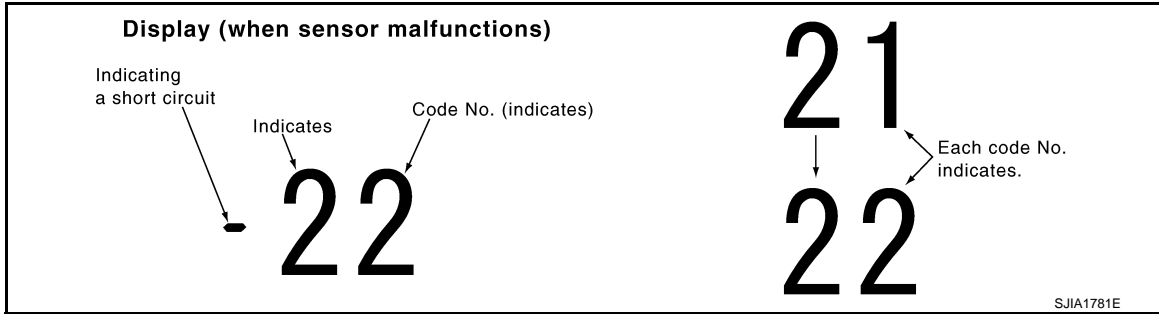 Display (when sensor malfunctions)
Indicating
a short circuit
Indicates
Code No. (indicates)
- 22
21
Each code No.
indicates.
22
SJIA1781E